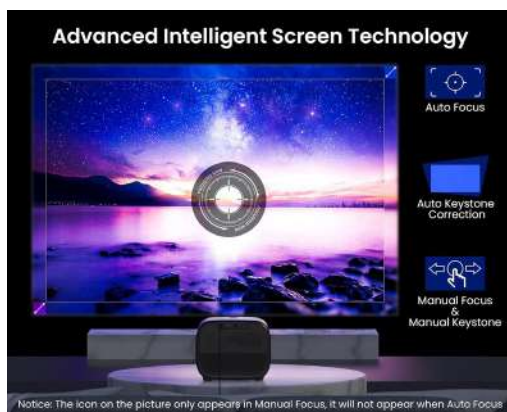 Advanced Intelligent Screen Technology
Auto Focus
Auto Keystone
Correction
Manual Focus
&
Manual Keystone
Notice: The icon on the picture only appears in Manual Focus, it will not appear when Auto Focus